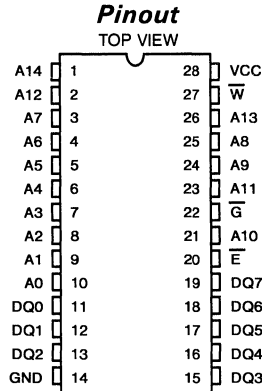 Pinout
TOP VIEW
A14 1 28 VCC
A12 2 27 W̅
A7 3 26 A13
A6 4 25 A8
A5 5 24 A9
A4 6 23 A11
A3 7 22 G̅
A2 8 21 A10
A1 9 20 E̅
A0 10 19 DQ7
DQ0 11 18 DQ6
DQ1 12 17 DQ5
DQ2 13 16 DQ4
GND 14 15 DQ3